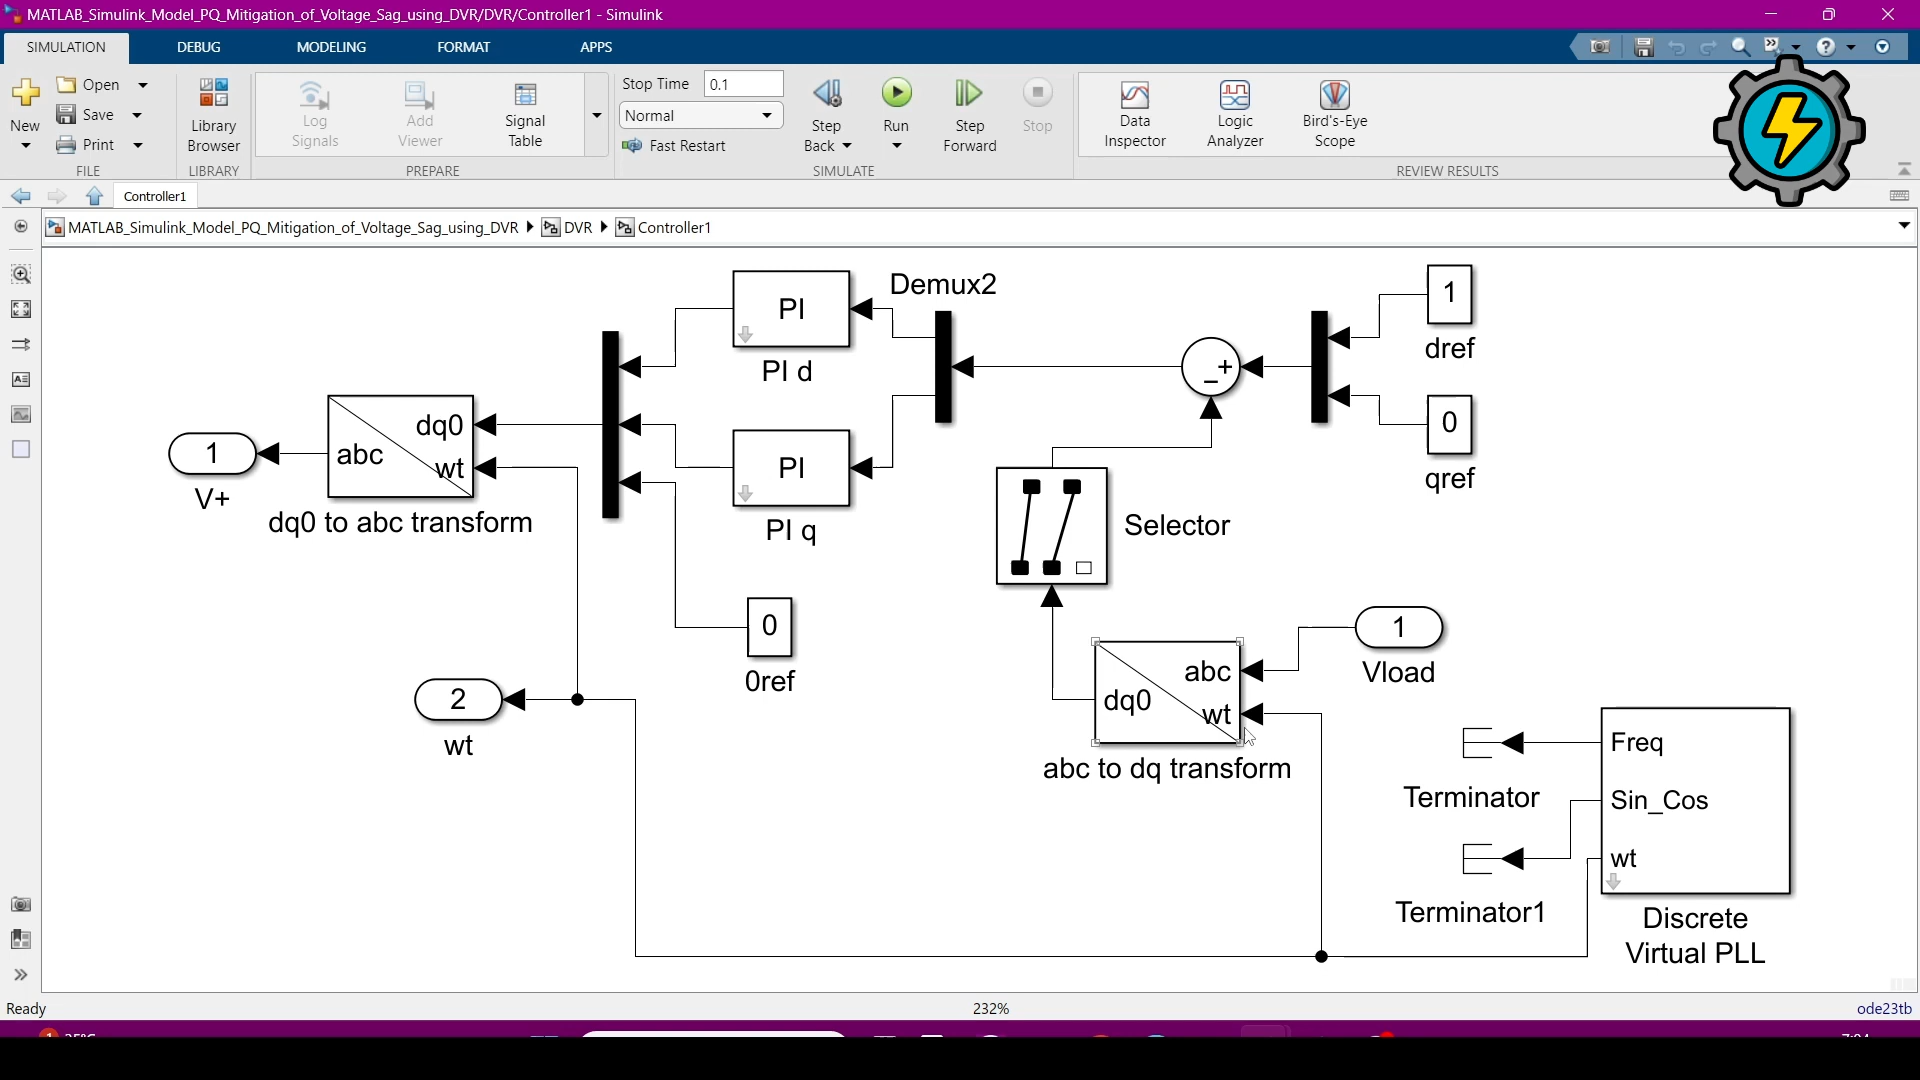 MATLAB_Simulink_Model_PQ_Mitigation_of_Voltage_Sag_using_DVR/DVR/Controller1 - Simulink
SIMULATION DEBUG MODELING FORMAT APPS
New
Open
Save
Print
FILE
Library Browser
LIBRARY
Log Signals
Add Viewer
Signal Table
PREPARE
Stop Time 0.1
Normal
Fast Restart
Step Back
Run
Step Forward
Stop
SIMULATE
Data Inspector
Logic Analyzer
Bird's-Eye Scope
REVIEW RESULTS
Controller1
MATLAB_Simulink_Model_PQ_Mitigation_of_Voltage_Sag_using_DVR DVR Controller1
PI
PI d
Demux2
1
dref
dq0
abc
wt
dq0 to abc transform
1
V+
PI
PI q
_+
0
qref
Selector
0
0ref
2
wt
abc
dq0
wt
abc to dq transform
1
Vload
Freq
Sin_Cos
wt
Terminator
Terminator1
Discrete
Virtual PLL
Ready 232% ode23tb